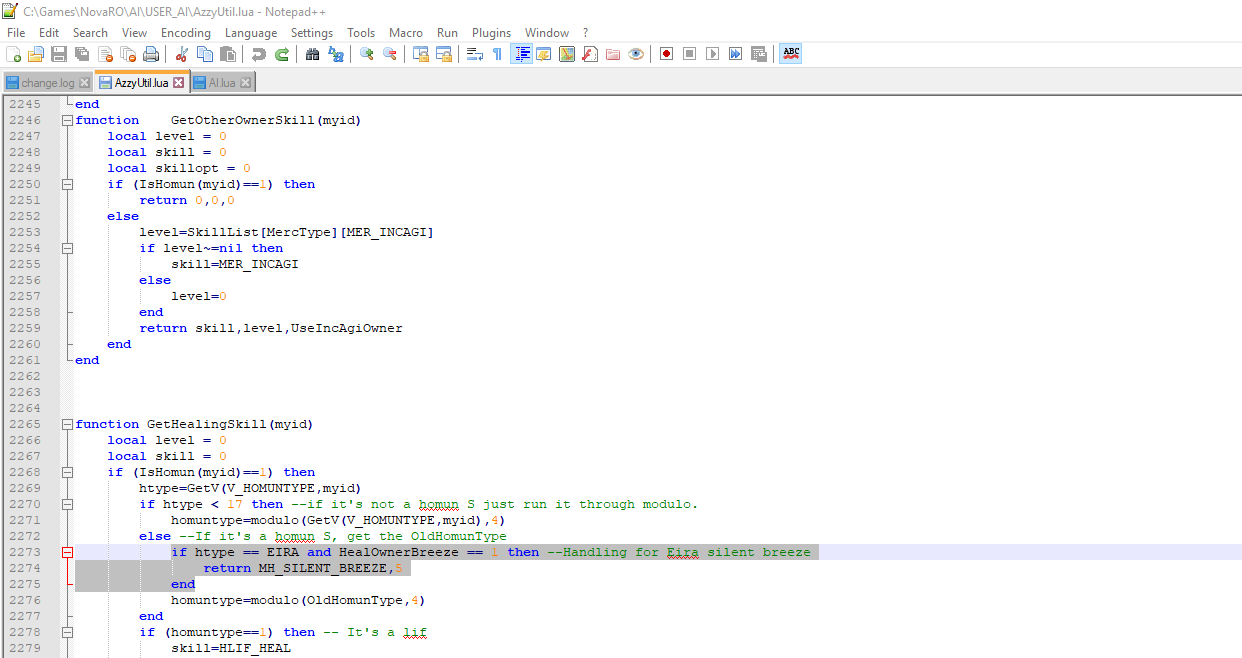 C:\Games\NovaRO\AI\USER_AI\AzzyUtil.lua - Notepad++
File Edit Search View Encoding Language Settings Tools Macro Run Plugins Window ?
ABC
change.log AzzyUtil.lua AI.lua
2245 end
2246 function    GetOtherOwnerSkill(myid)
2247     local level = 0
2248     local skill = 0
2249     local skillopt = 0
2250     if (IsHomun(myid)==1) then
2251         return 0,0,0
2252     else
2253         level=SkillList[MercType][MER_INCAGI]
2254         if level~=nil then
2255             skill=MER_INCAGI
2256         else
2257             level=0
2258         end
2259         return skill,level,UseIncAgiOwner
2260     end
2261 end
2262
2263
2264
2265 function GetHealingSkill(myid)
2266     local level = 0
2267     local skill = 0
2268     if (IsHomun(myid)==1) then
2269         htype=GetV(V_HOMUNTYPE,myid)
2270         if htype < 17 then --if it's not a homun S just run it through modulo.
2271             homuntype=modulo(GetV(V_HOMUNTYPE,myid),4)
2272         else --If it's a homun S, get the OldHomunType
2273             if htype == EIRA and HealOwnerBreeze == 1 then --Handling for Eira silent breeze
2274                 return MH_SILENT_BREEZE,5
2275             end
2276             homuntype=modulo(OldHomunType,4)
2277         end
2278         if (homuntype==1) then -- It's a lif
2279             skill=HLIF_HEAL